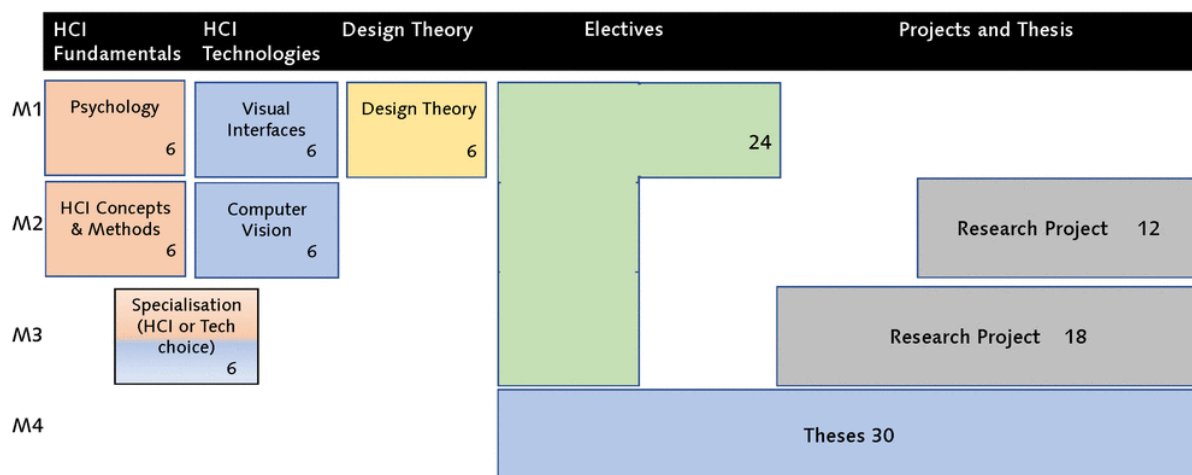 HCI Fundamentals
HCI Technologies
Design Theory
Electives
Projects and Thesis
M1
Psychology
6
Visual
Interfaces
6
Design Theory
6
24
M2
HCI Concepts
& Methods
6
Computer
Vision
6
Research Project 12
M3
Specialisation
(HCI or Tech
choice)
6
Research Project 18
M4
Theses 30